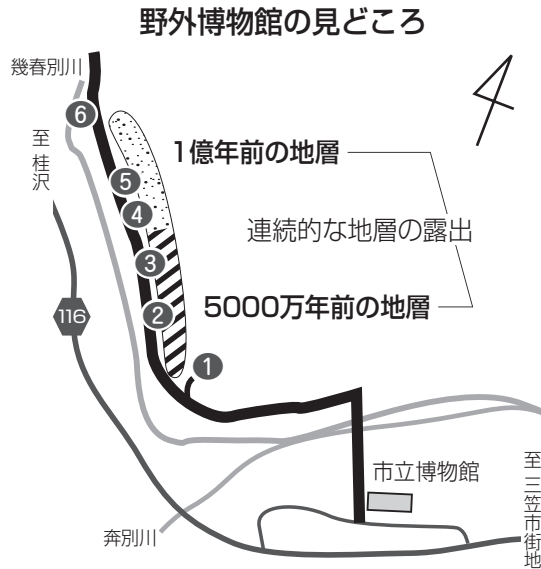 野外博物館の見どころ
幾春別川
⑥
至桂沢
1億年前の地層
⑤
④
連続的な地層の露出
③
5000万年前の地層
②
116
①
市立博物館
至三笠市街地
奔別川